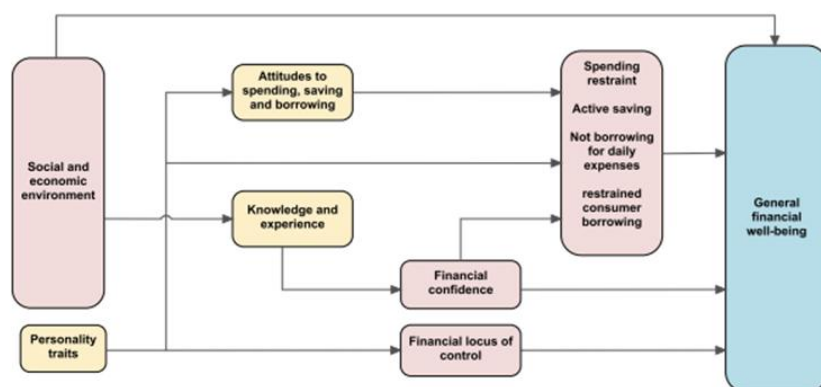 Social and
economic
environment
Personality
traits
Attitudes to
spending, saving
and borrowing
Knowledge and
experience
Financial
confidence
Financial locus of
control
Spending
restraint
Active saving
Not borrowing
for daily
expenses
restrained
consumer
borrowing
General
financial
well-being